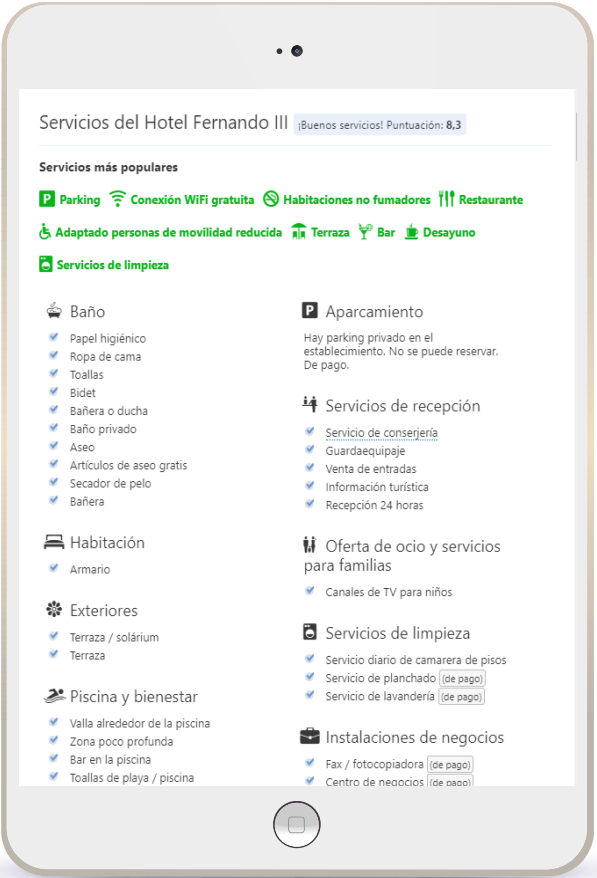 Servicios del Hotel Fernando III ¡Buenos servicios! Puntuación: 8,3
Servicios más populares
P Parking Conexión WiFi gratuita Habitaciones no fumadores Restaurante
Adaptado personas de movilidad reducida Terraza Bar Desayuno
Servicios de limpieza
Baño
Papel higiénico
Ropa de cama
Toallas
Bidet
Bañera o ducha
Baño privado
Aseo
Artículos de aseo gratis
Secador de pelo
Bañera
Habitación
Armario
Exteriores
Terraza / solárium
Terraza
Piscina y bienestar
Valla alrededor de la piscina
Zona poco profunda
Bar en la piscina
Toallas de playa / piscina
P Aparcamiento
Hay parking privado en el
establecimiento. No se puede reservar.
De pago.
Servicios de recepción
Servicio de conserjería
Guardaequipaje
Venta de entradas
Información turística
Recepción 24 horas
Oferta de ocio y servicios
para familias
Canales de TV para niños
Servicios de limpieza
Servicio diario de camarera de pisos
Servicio de planchado (de pago)
Servicio de lavandería (de pago)
Instalaciones de negocios
Fax / fotocopiadora (de pago)
Centro de negocios (de pago)